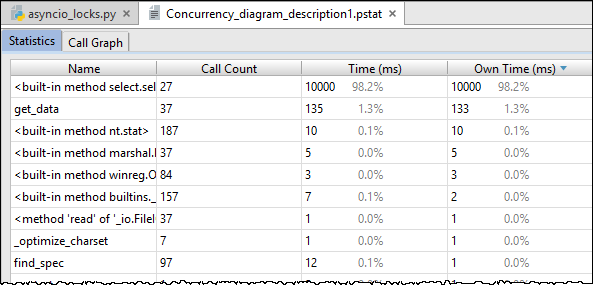 asyncio_locks.py Concurrency_diagram_description1.pstat
Statistics Call Graph
Name Call Count Time (ms) Own Time (ms)
<built-in method select.sel 27 10000 98.2% 10000 98.2%
get_data 37 135 1.3% 133 1.3%
<built-in method nt.stat> 187 10 0.1% 10 0.1%
<built-in method marshal. 37 5 0.0% 5 0.0%
<built-in method winreg.O 84 3 0.0% 3 0.0%
<built-in method builtins._ 157 7 0.1% 2 0.0%
<method 'read' of '_io.FileI 37 1 0.0% 1 0.0%
_optimize_charset 7 1 0.0% 1 0.0%
find_spec 97 12 0.1% 1 0.0%